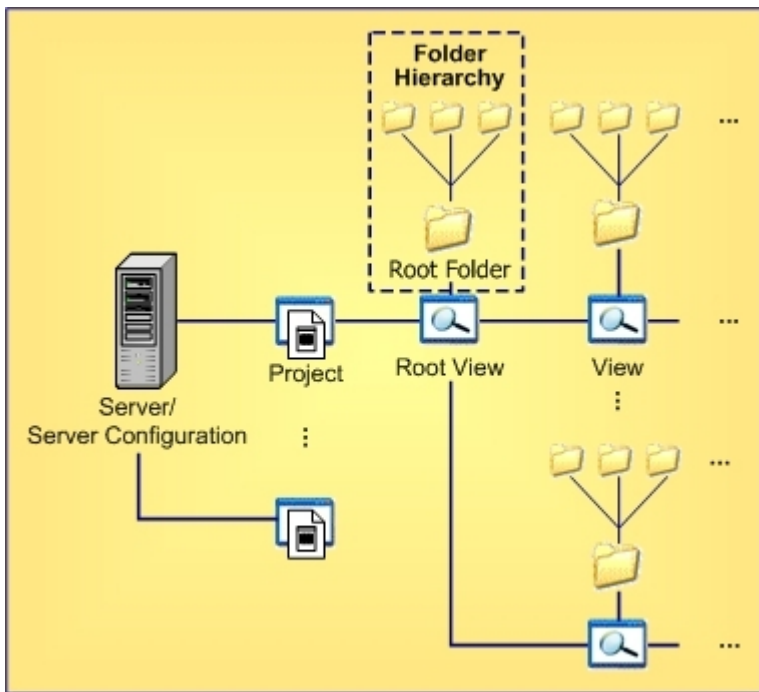 Folder
Hierarchy
...
Root Folder
...
Project
Root View
View
Server/
Server Configuration
...
...
...
...